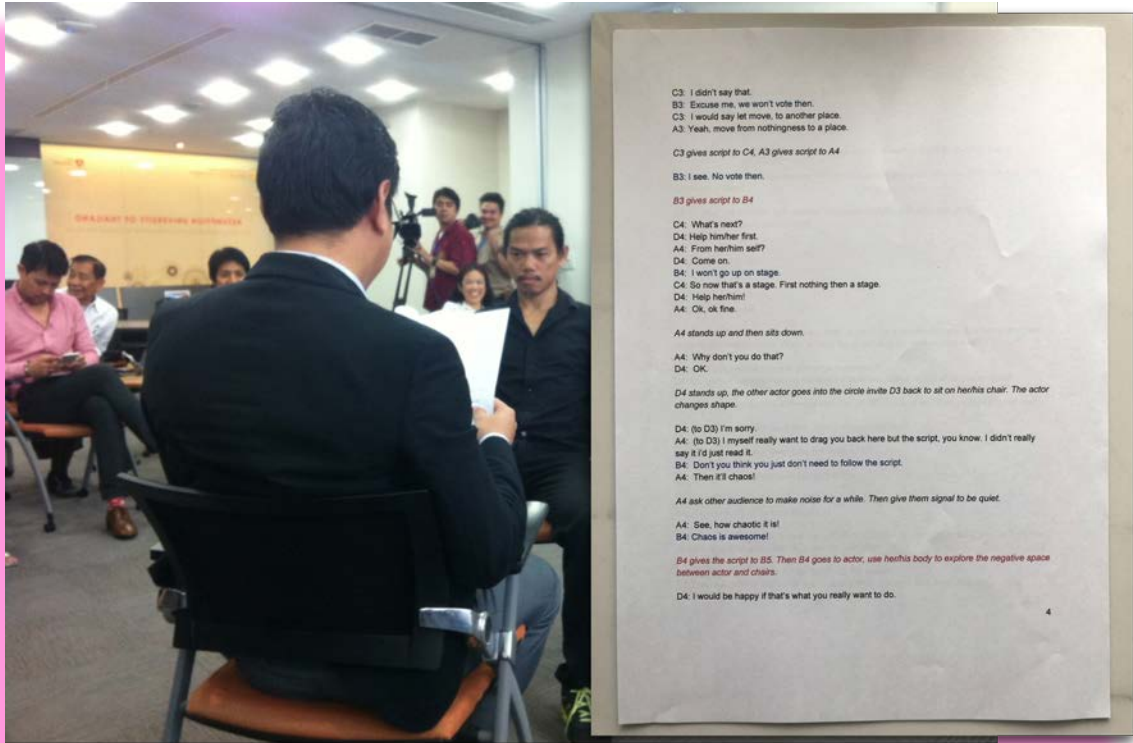 C3: I didn't say that.
B3: Excuse me, we won't vote then.
C3: I would say let move, to another place.
A3: Yeah, move from nothingness to a place.
C3 gives script to C4, A3 gives script to A4
B3: I see. No vote then.
B3 gives script to B4
C4: What's next?
D4: Help him/her first.
A4: From her/him self?
D4: Come on.
B4: I won't go up on stage.
C4: So now that's a stage. First nothing then a stage.
D4: Help her/him!
A4: Ok, ok fine.
A4 stands up and then sits down.
A4: Why don't you do that?
D4: OK.
D4 stands up, the other actor goes into the circle invite D3 back to sit on her/his chair. The actor
changes shape.
D4: (to D3) I'm sorry.
A4: (to D3) I myself really want to drag you back here but the script, you know. I didn't really
say it i'd just read it.
B4: Don't you think you just don't need to follow the script.
A4: Then it'll chaos!
A4 ask other audience to make noise for a while. Then give them signal to be quiet.
A4: See, how chaotic it is!
B4: Chaos is awesome!
B4 gives the script to B5. Then B4 goes to actor, use her/his body to explore the negative space
between actor and chairs.
D4: I would be happy if that's what you really want to do.
4